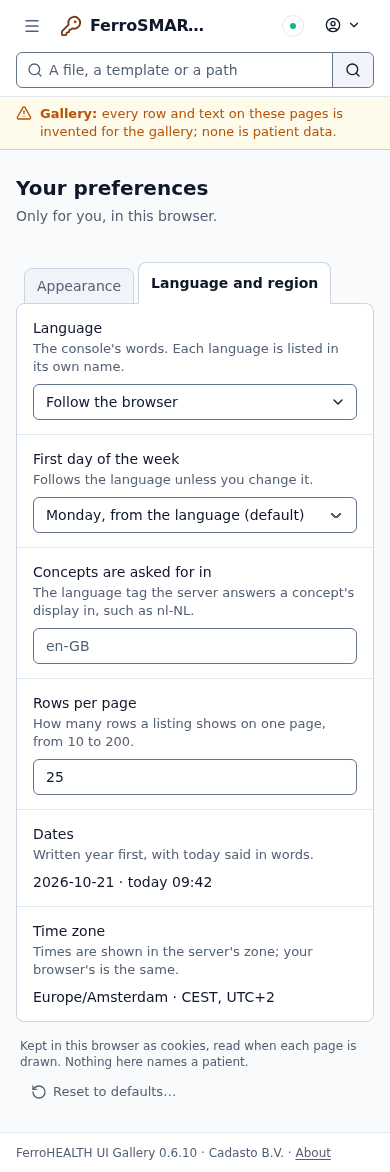 FerroSMAR…
A file, a template or a path
Gallery: every row and text on these pages is
invented for the gallery; none is patient data.
Your preferences
Only for you, in this browser.
Appearance
Language and region
Language
The console's words. Each language is listed in
its own name.
Follow the browser
First day of the week
Follows the language unless you change it.
Monday, from the language (default)
Concepts are asked for in
The language tag the server answers a concept's
display in, such as nl-NL.
en-GB
Rows per page
How many rows a listing shows on one page,
from 10 to 200.
25
Dates
Written year first, with today said in words.
2026-10-21 · today 09:42
Time zone
Times are shown in the server's zone; your
browser's is the same.
Europe/Amsterdam · CEST, UTC+2
Kept in this browser as cookies, read when each page is
drawn. Nothing here names a patient.
Reset to defaults…
FerroHEALTH UI Gallery 0.6.10 · Cadasto B.V. · About